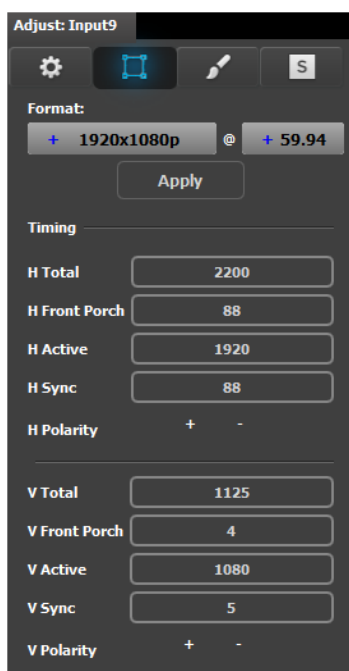 Adjust: Input9
S
Format:
+ 1920x1080p @ + 59.94
Apply
Timing
H Total 2200
H Front Porch 88
H Active 1920
H Sync 88
H Polarity + -
V Total 1125
V Front Porch 4
V Active 1080
V Sync 5
V Polarity + -